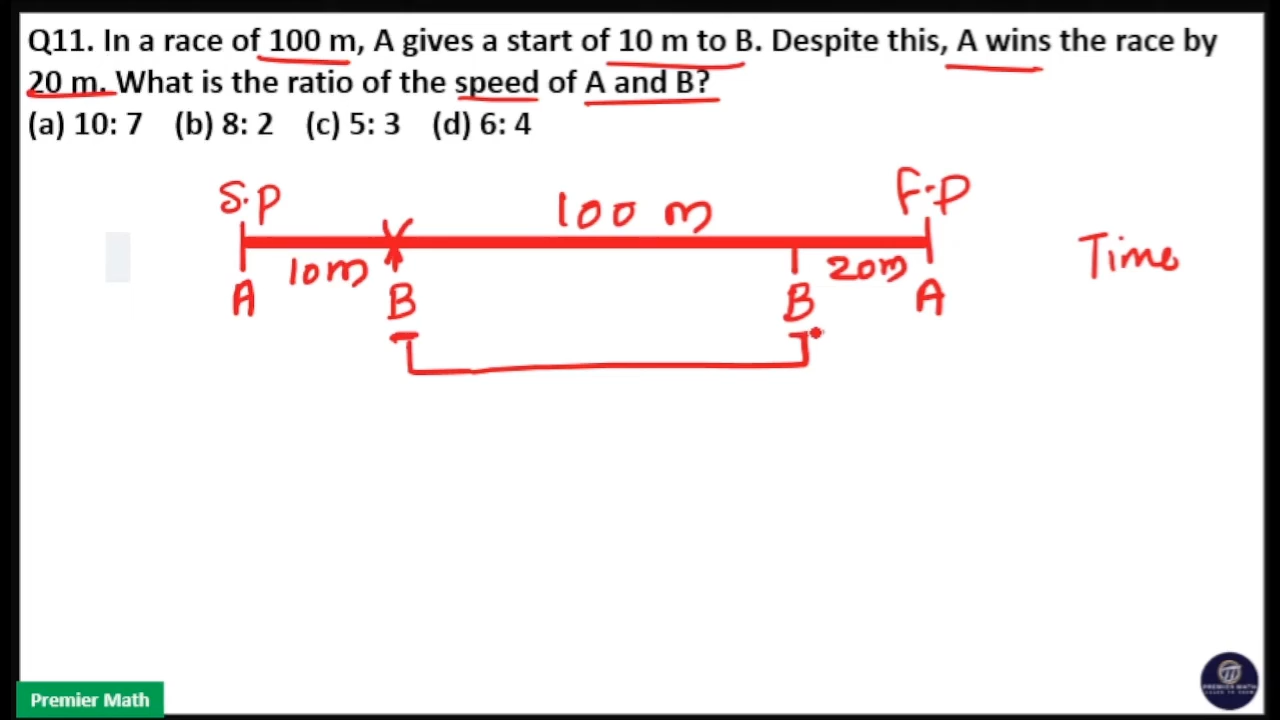 Q11. In a race of 100 m, A gives a start of 10 m to B. Despite this, A wins the race by
20 m. What is the ratio of the speed of A and B?
(a) 10: 7 (b) 8: 2 (c) 5: 3 (d) 6: 4
S.P 100 m F.P
10m 20m Time
A B B A
Premier Math
PREMIER MATH